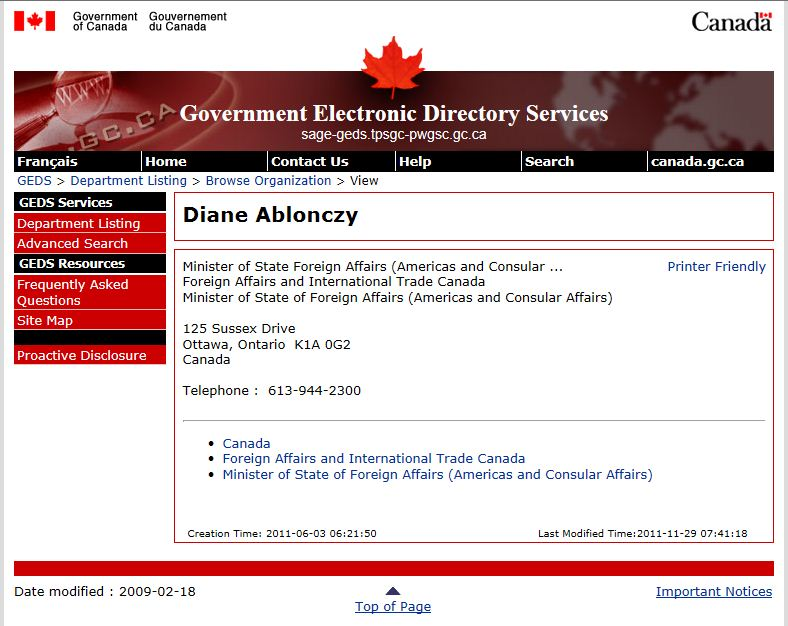 Government of Canada
Gouvernement du Canada
Canada
WWW
.GC.CA
Government Electronic Directory Services
sage-geds.tpsgc-pwgsc.gc.ca
Français Home Contact Us Help Search canada.gc.ca
GEDS > Department Listing > Browse Organization > View
GEDS Services
Department Listing
Advanced Search
GEDS Resources
Frequently Asked
Questions
Site Map
Proactive Disclosure
Diane Ablonczy
Minister of State Foreign Affairs (Americas and Consular ... Printer Friendly
Foreign Affairs and International Trade Canada
Minister of State of Foreign Affairs (Americas and Consular Affairs)
125 Sussex Drive
Ottawa, Ontario  K1A 0G2
Canada
Telephone :  613-944-2300
• Canada
• Foreign Affairs and International Trade Canada
• Minister of State of Foreign Affairs (Americas and Consular Affairs)
Creation Time: 2011-06-03 06:21:50 Last Modified Time:2011-11-29 07:41:18
Date modified : 2009-02-18
Top of Page
Important Notices